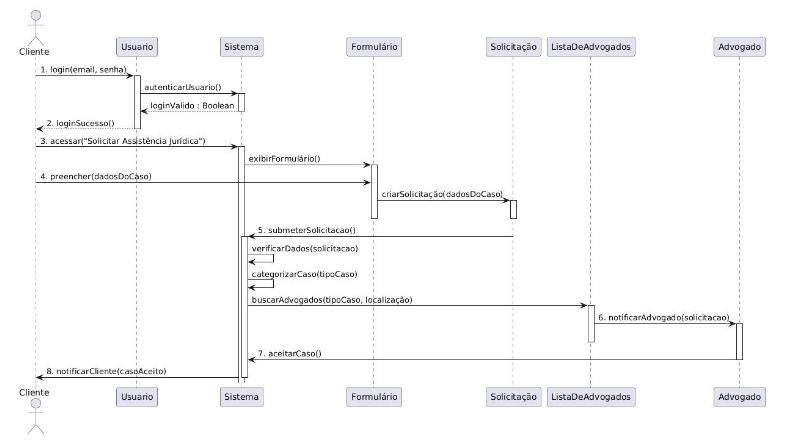 Cliente
Usuario
Sistema
Formulário
Solicitação
ListaDeAdvogados
Advogado
1. login(email, senha)
autenticarUsuario()
loginValido : Boolean
2. loginSucesso()
3. acessar("Solicitar Assistência Jurídica")
exibirFormulário()
4. preencher(dadosDoCaso)
criarSolicitação(dadosDoCaso)
5. submeterSolicitacao()
verificarDados(solicitacao)
categorizarCaso(tipoCaso)
buscarAdvogados(tipoCaso, localização)
6. notificarAdvogado(solicitacao)
7. aceitarCaso()
8. notificarCliente(casoAceito)
Cliente
Usuario
Sistema
Formulário
Solicitação
ListaDeAdvogados
Advogado